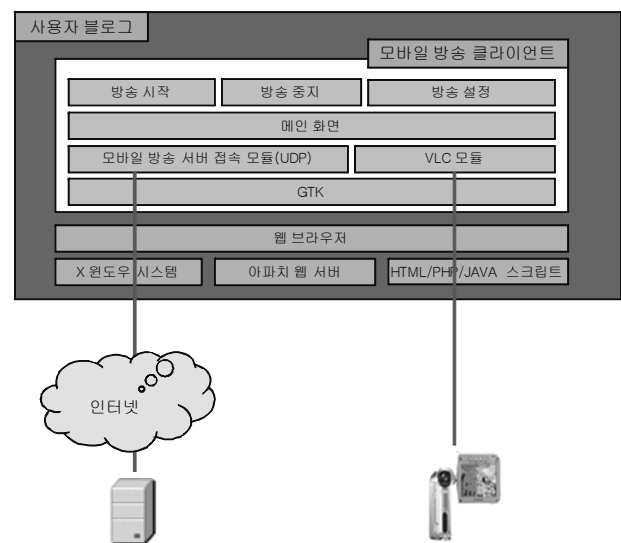 사용자 블로그
모바일 방송 클라이언트
방송 시작
방송 중지
방송 설정
메인 화면
모바일 방송 서버 접속 모듈(UDP)
VLC 모듈
GTK
웹 브라우저
X 윈도우 시스템
아파치 웹 서버
HTML/PHP/JAVA 스크립트
인터넷